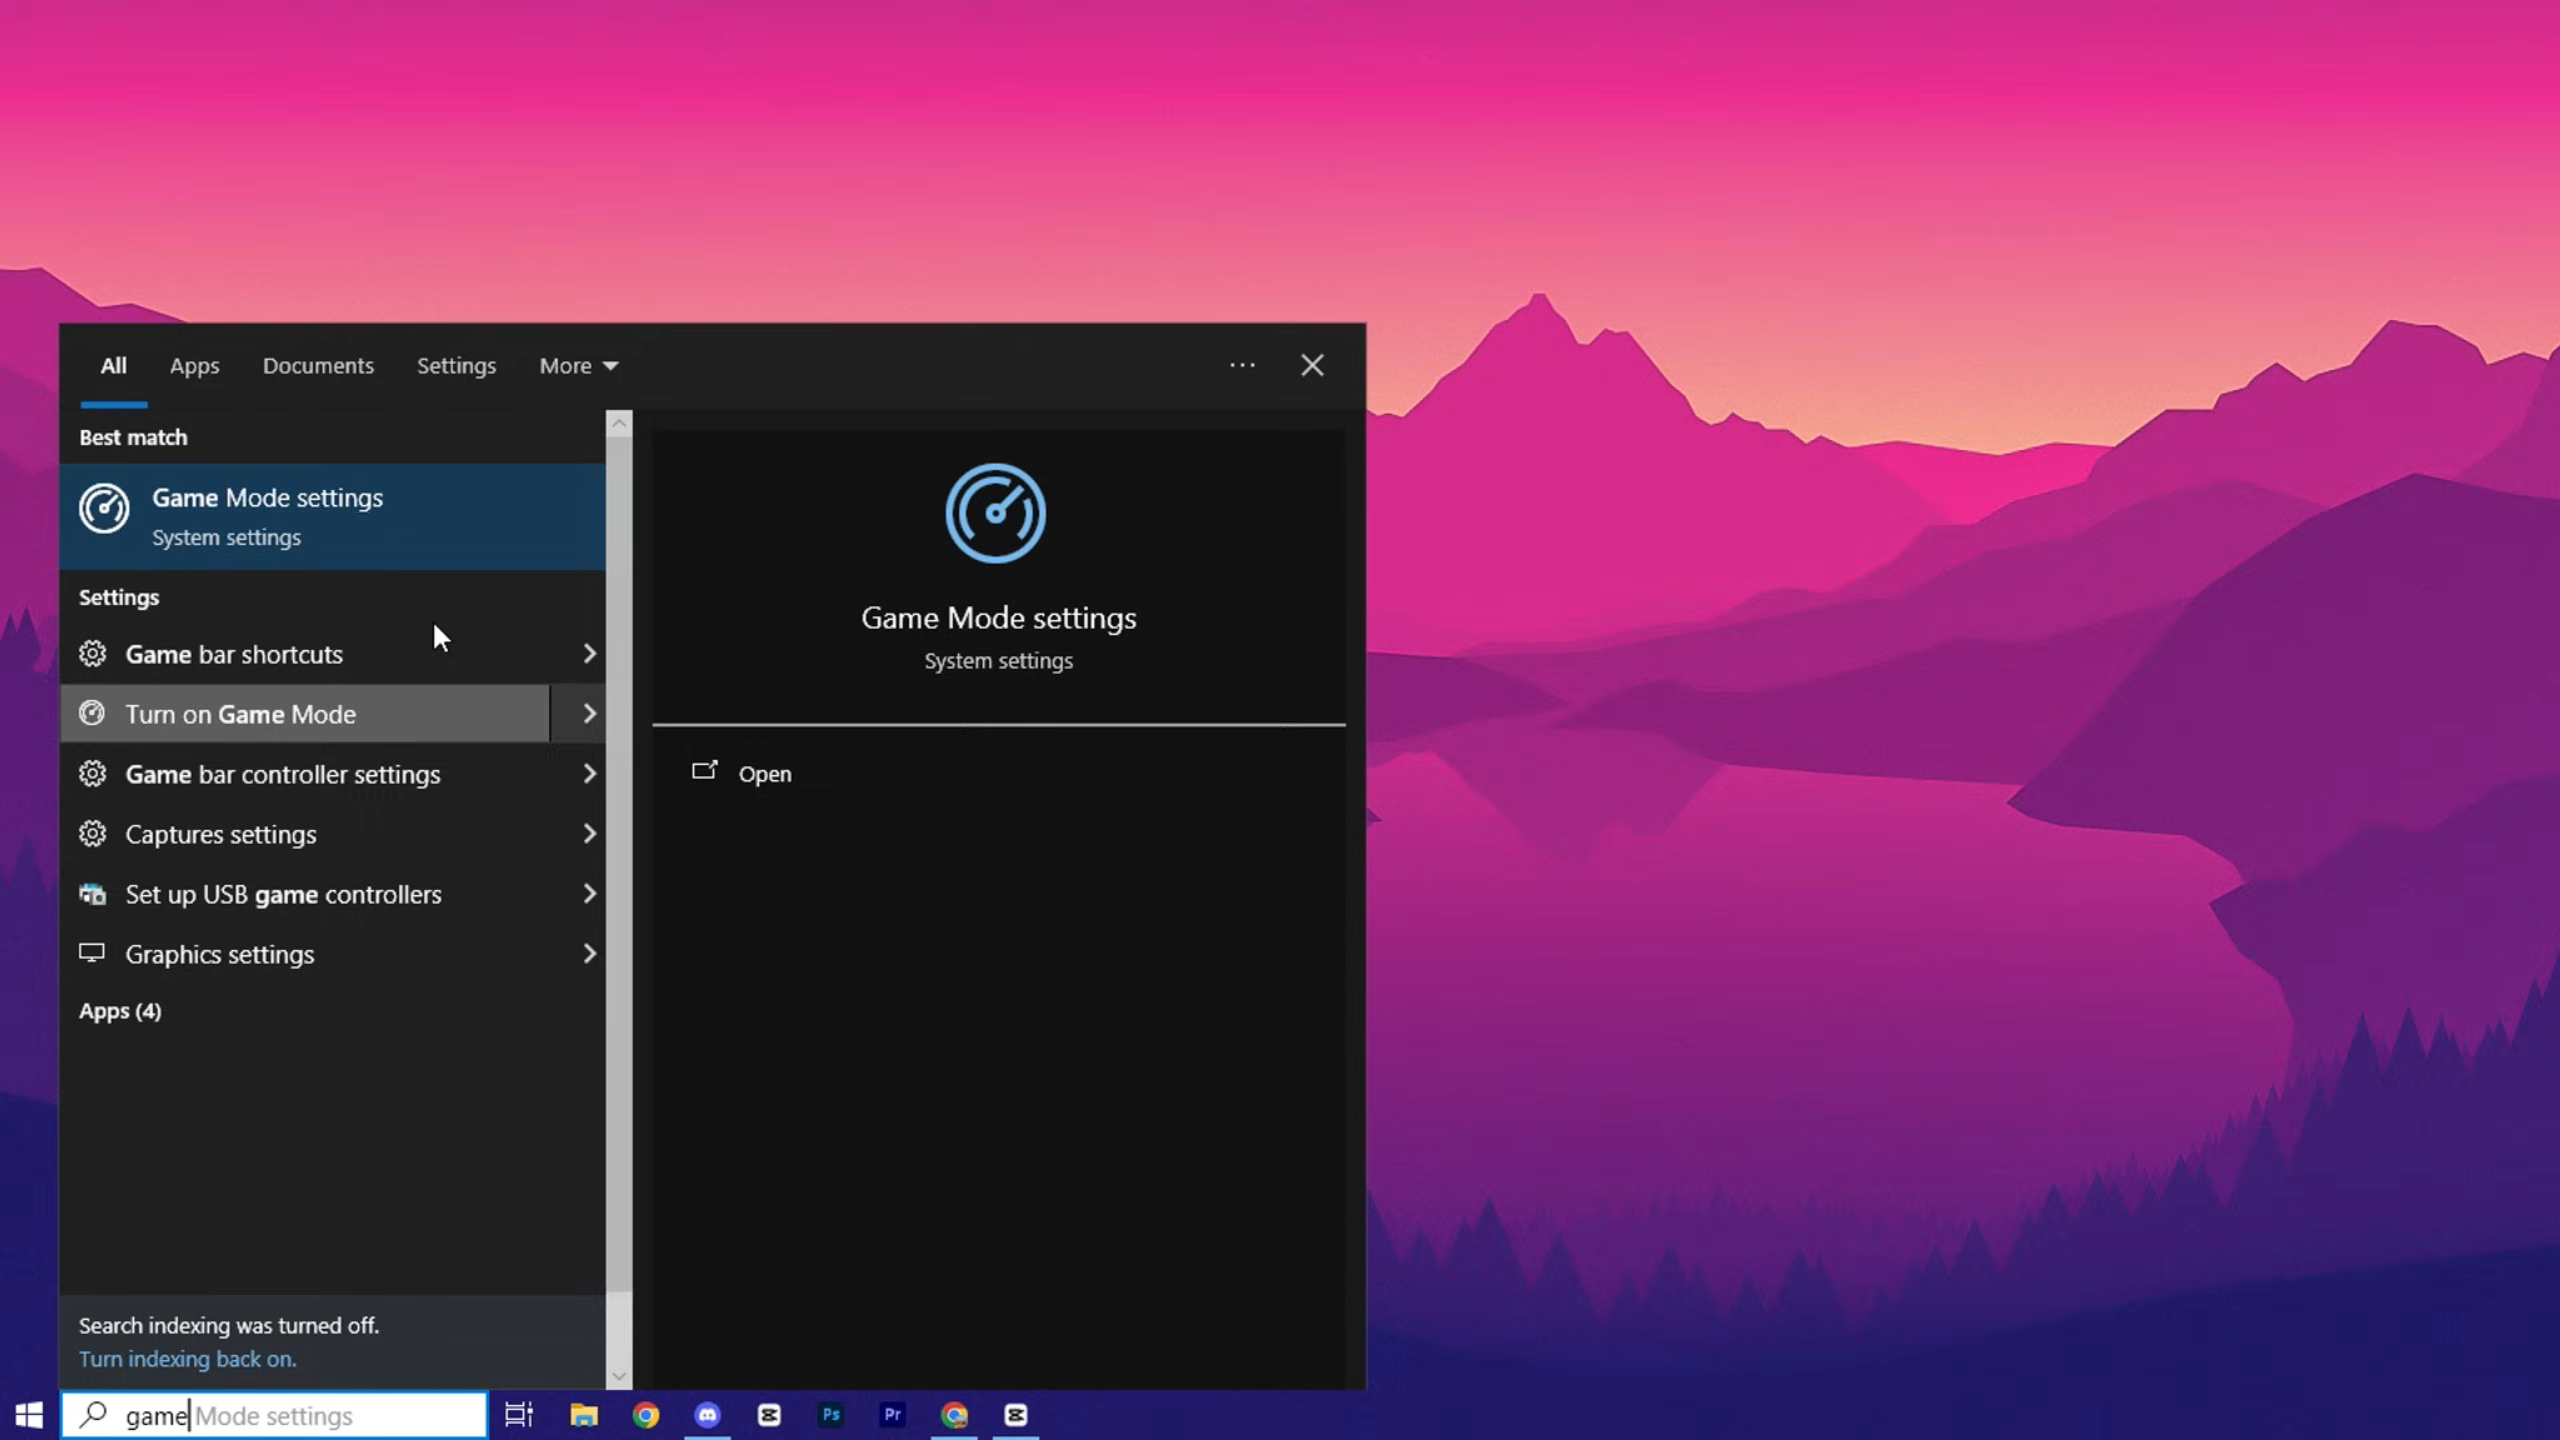 All Apps Documents Settings More
Best match
Game Mode settings
System settings
Settings
Game bar shortcuts
Turn on Game Mode
Game bar controller settings
Captures settings
Set up USB game controllers
Graphics settings
Apps (4)
Search indexing was turned off.
Turn indexing back on.
Game Mode settings
System settings
Open
game Mode settings
Ps
Pr